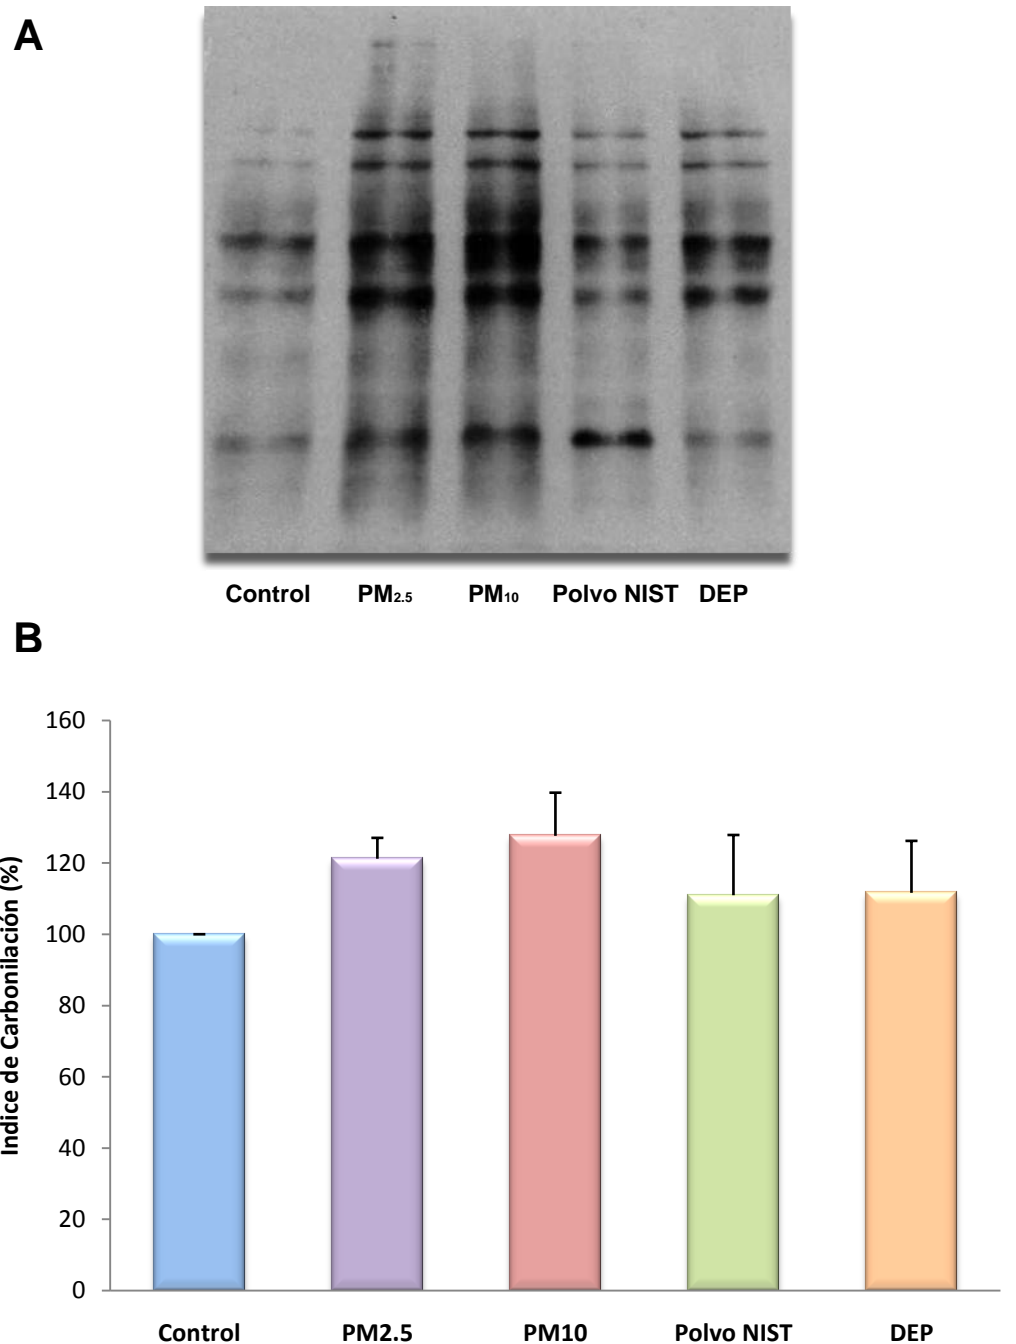 A
Control PM2.5 PM10 Polvo NIST DEP
B
160
140
120
100
80
60
40
20
0
Indice de Carbonilación (%)
Control PM2.5 PM10 Polvo NIST DEP